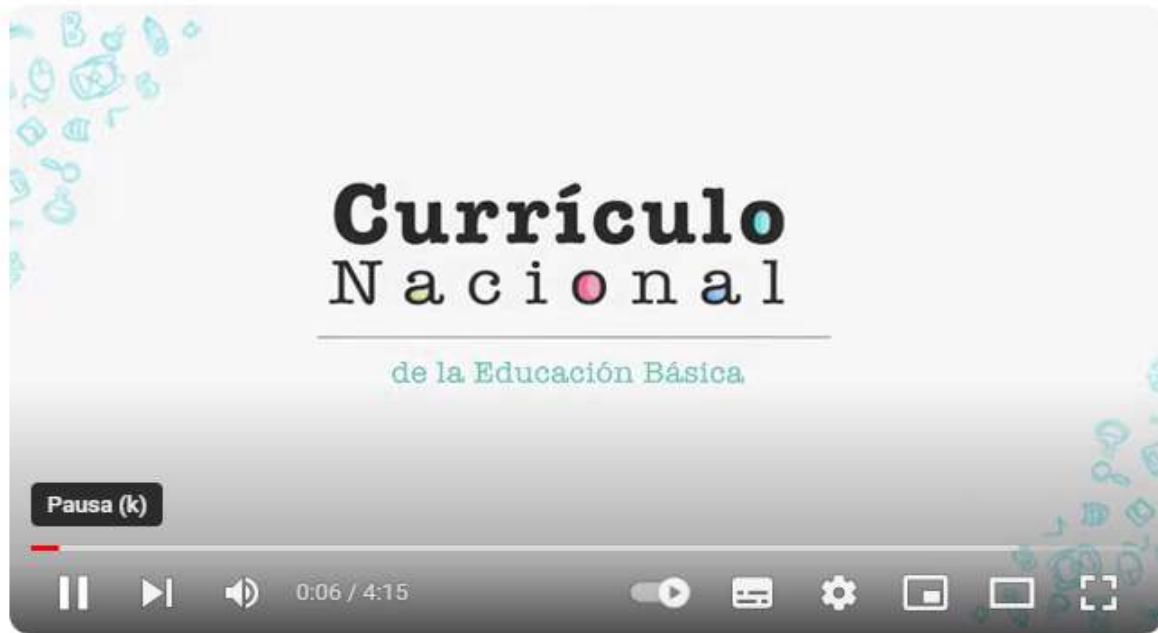 Currículo
Nacional
de la Educación Básica
Pausa (k)
0:06 / 4:15